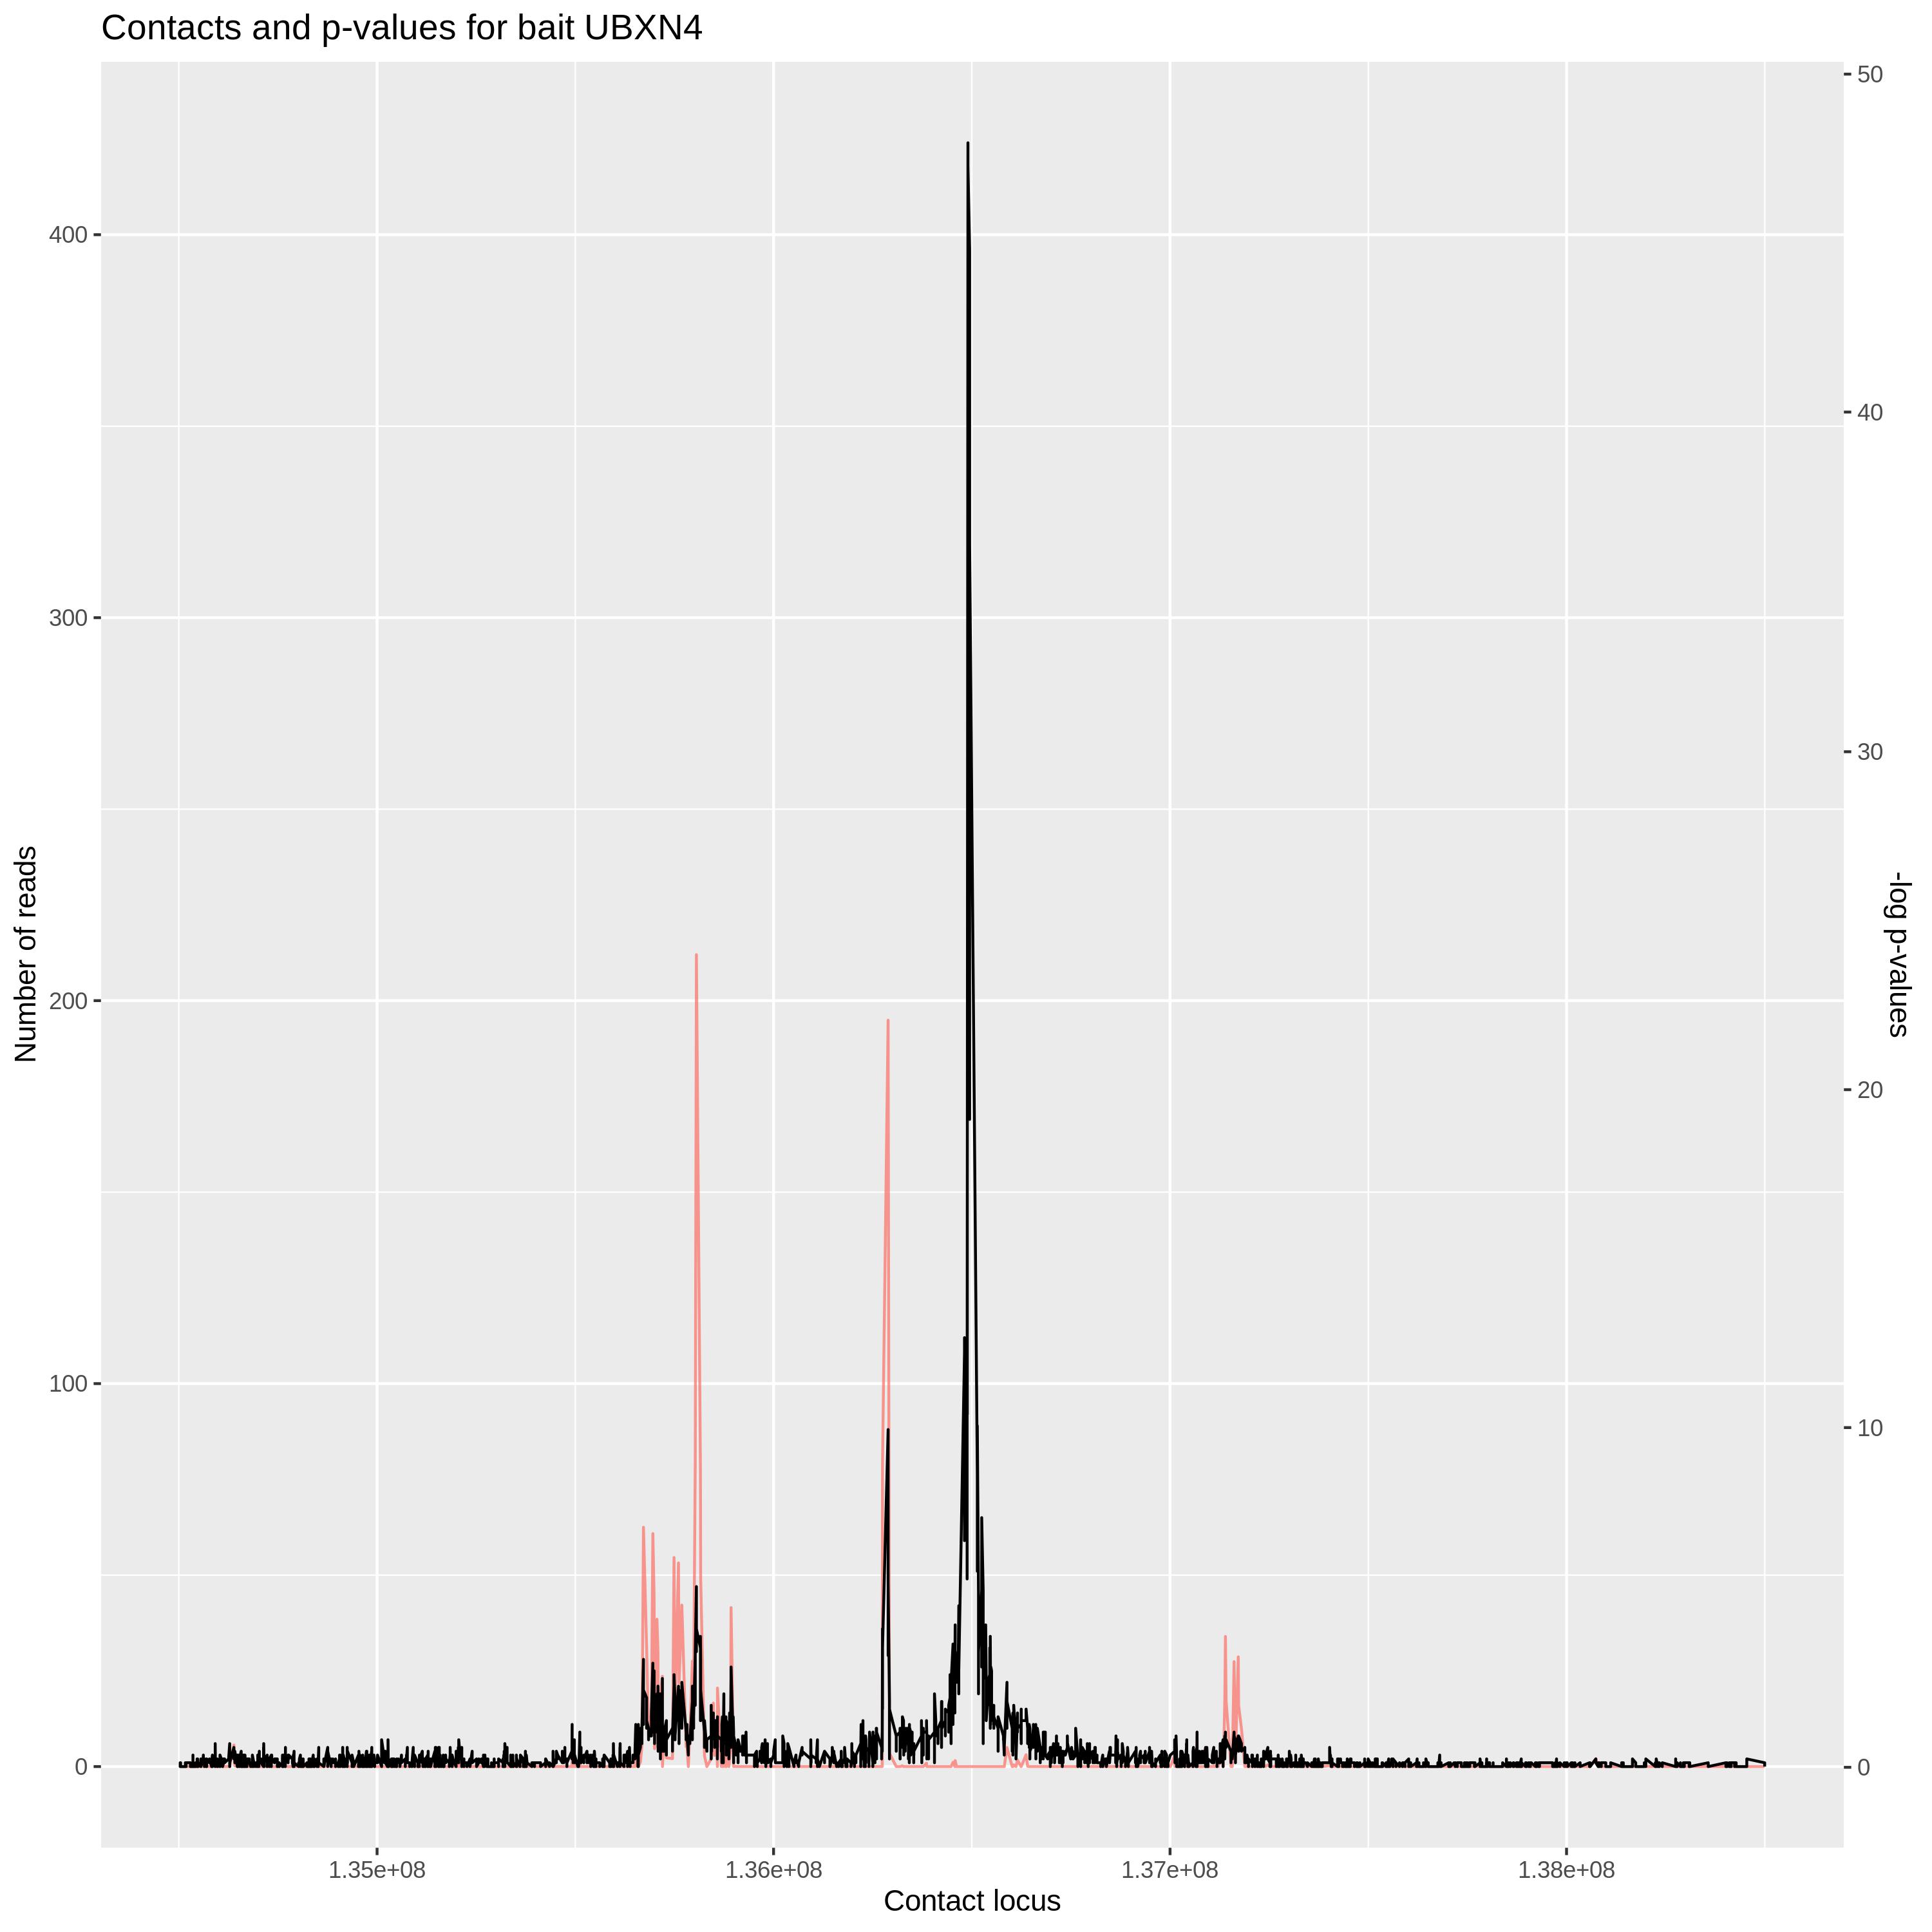 Contacts and p-values for bait UBXN4
50
400
40
300
30
Number of reads
-log p-values
200
20
100
10
0
0
1.35e+08
1.36e+08
1.37e+08
1.38e+08
Contact locus